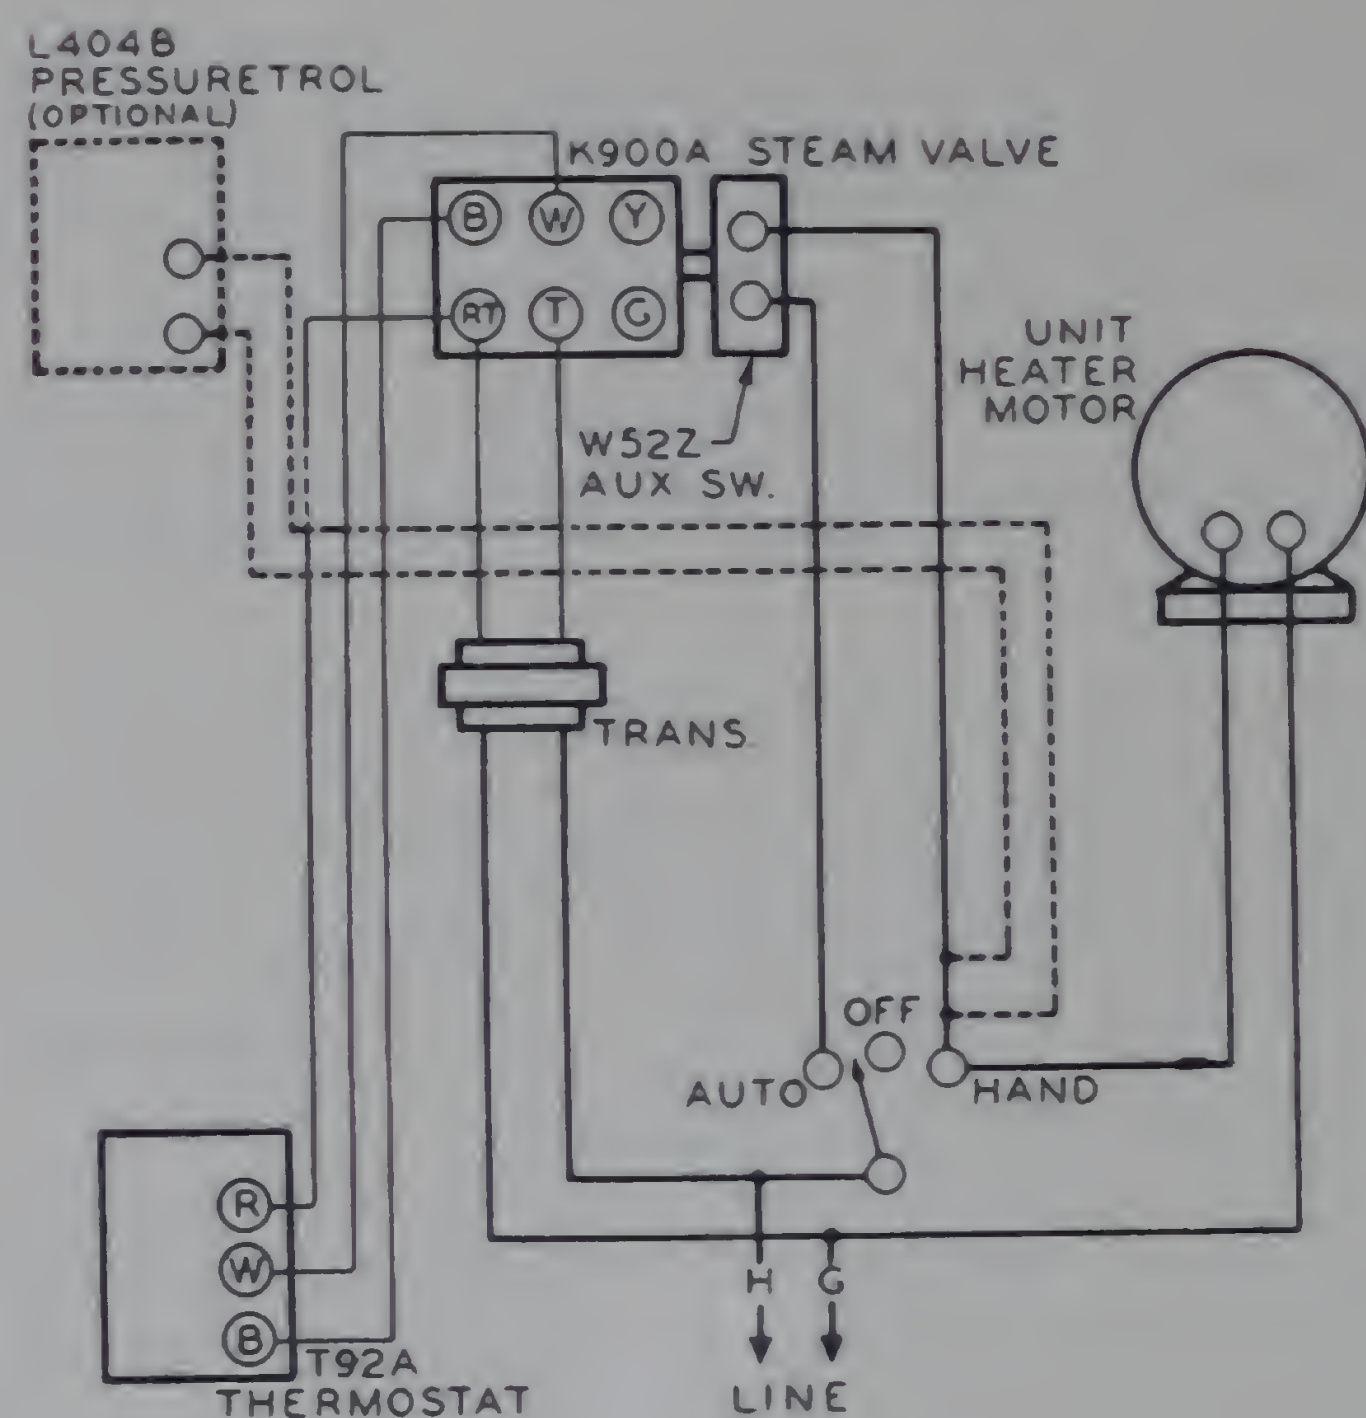 L404B
PRESSURETROL
(OPTIONAL)
K900A STEAM VALVE
B W Y
RT T G
UNIT
HEATER
MOTOR
W522
AUX SW.
TRANS.
OFF
AUTO
HAND
R
W
B
H G
T92A
THERMOSTAT
LINE